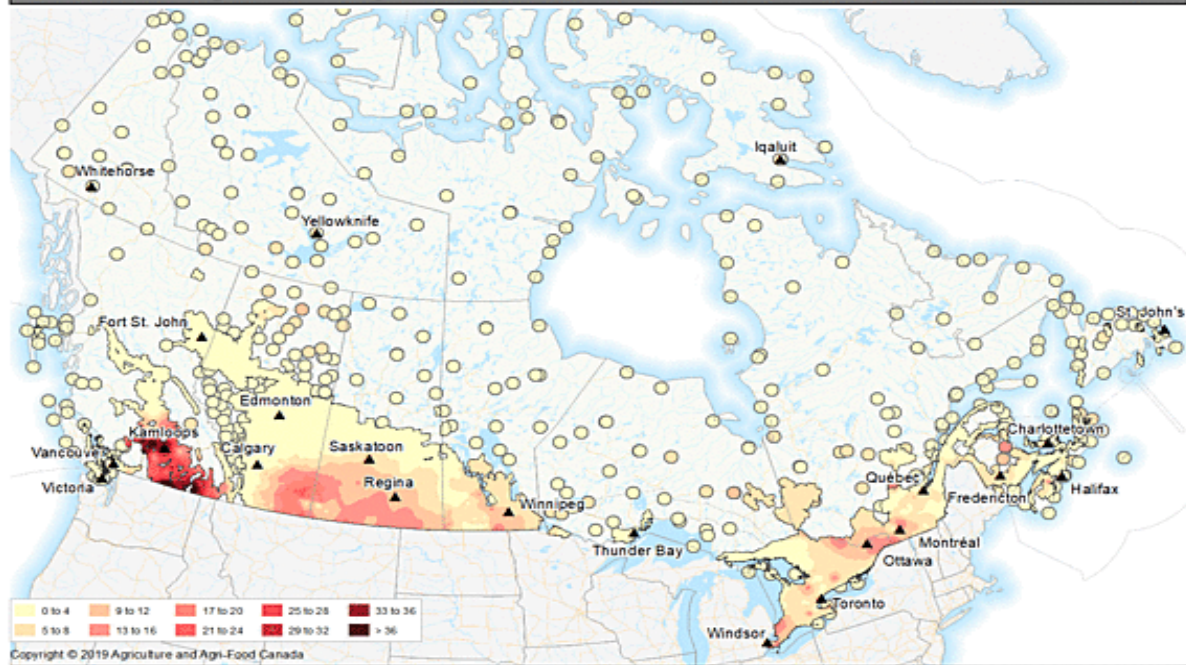 Iqaluit
Whitehorse
Yellowknife
St. John's
Fort St. John
Edmonton
Kamloops
Charlottetown
Vancouver
Calgary
Saskatoon
Victoria
Regina
Québec
Halifax
Winnipeg
Fredericton
Montréal
Thunder Bay
Ottawa
Toronto
Windsor
0 to 4 9 to 12 17 to 20 25 to 28 33 to 36
5 to 8 13 to 16 21 to 24 29 to 32 > 36
Copyright © 2019 Agriculture and Agri-Food Canada